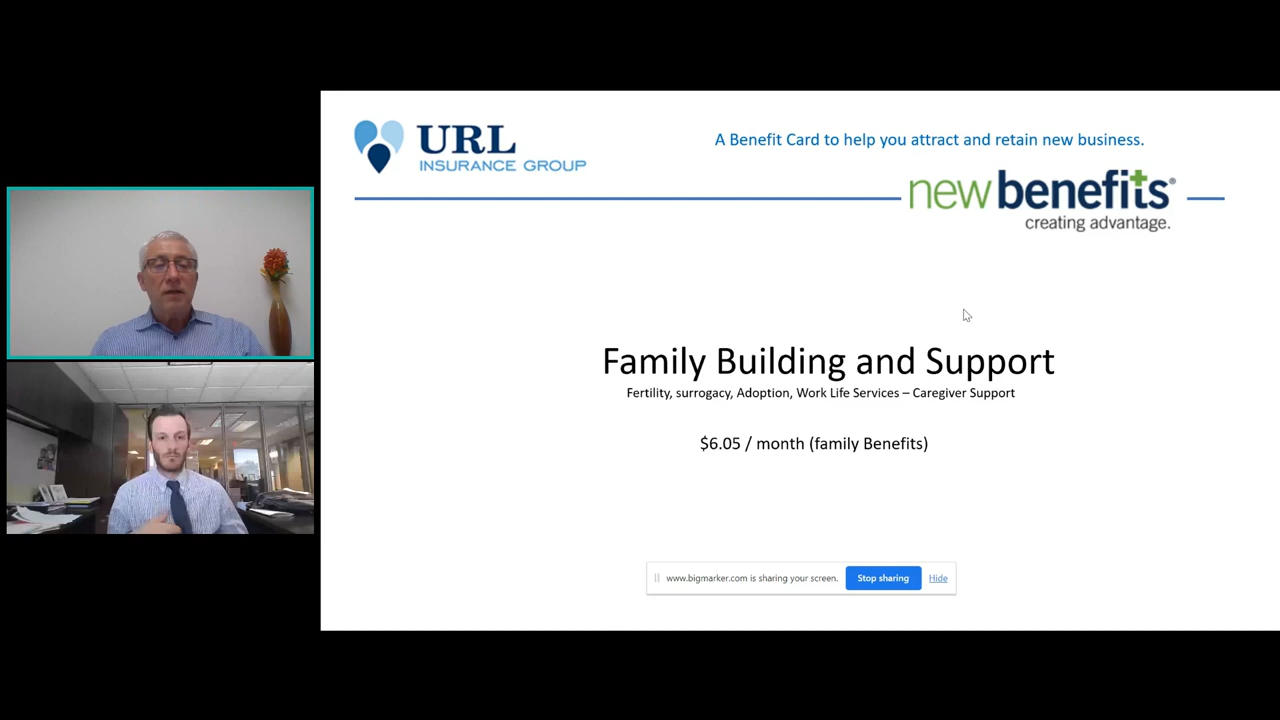 URL
INSURANCE GROUP
A Benefit Card to help you attract and retain new business.
newbenefits®
creating advantage.
Family Building and Support
Fertility, surrogacy, Adoption, Work Life Services – Caregiver Support
$6.05 / month (family Benefits)
www.bigmarker.com is sharing your screen.
Stop sharing
Hide